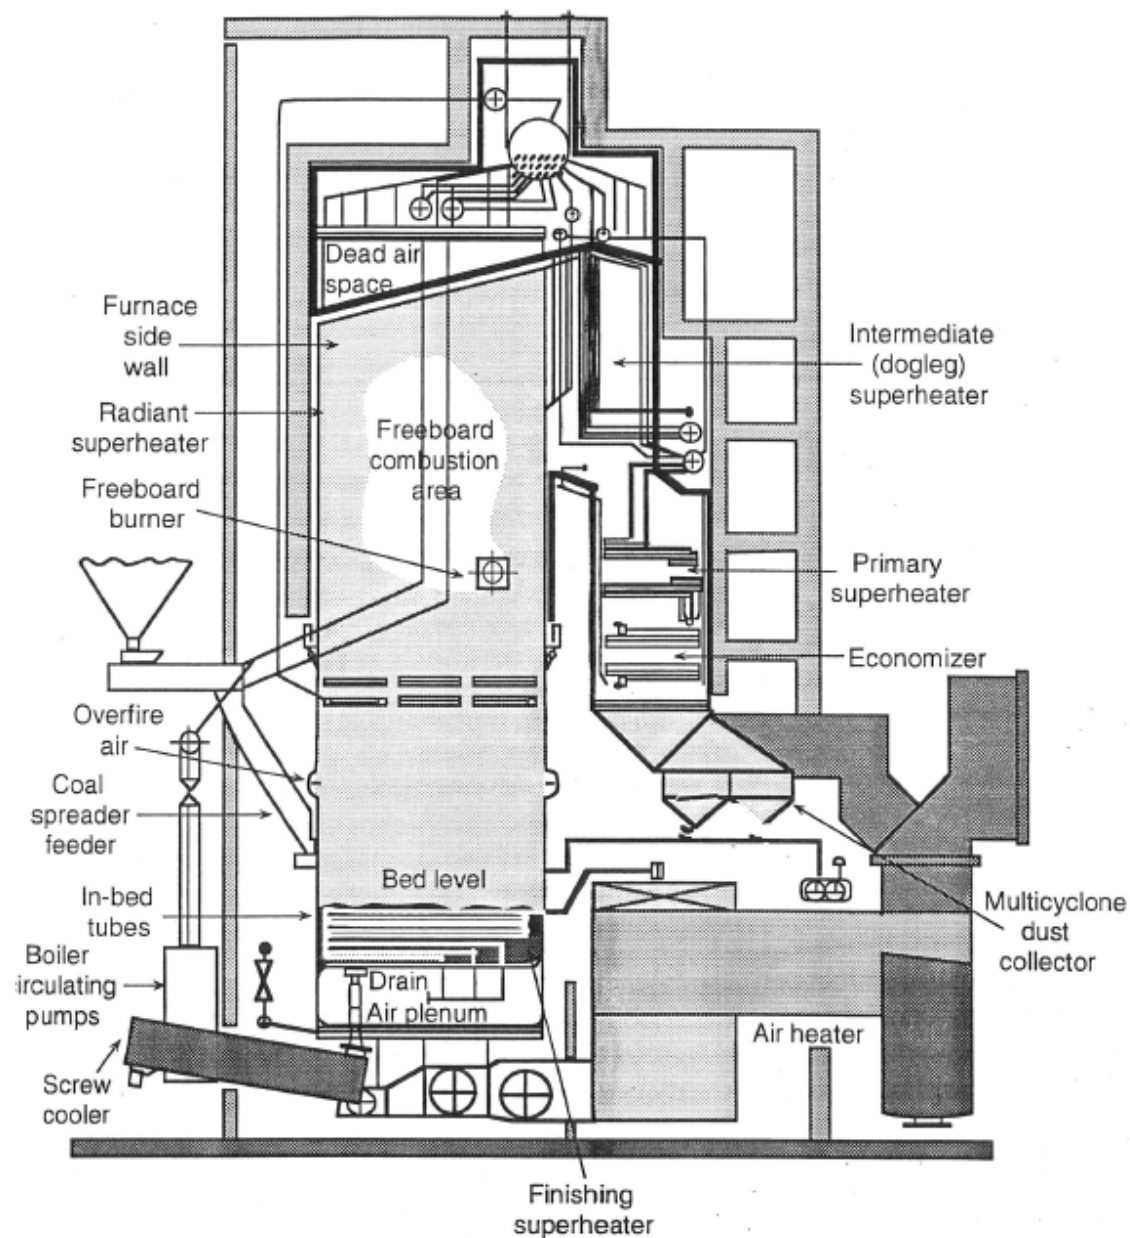 Dead air
space
Furnace
side
wall
Intermediate
(dogleg)
superheater
Radiant
superheater
Freeboard
combustion
area
Freeboard
burner
Primary
superheater
Economizer
Overfire
air
Coal
spreader
feeder
Bed level
In-bed
tubes
Multicyclone
dust
collector
Boiler
circulating
pumps
Drain
Air plenum
Air heater
Screw
cooler
Finishing
superheater